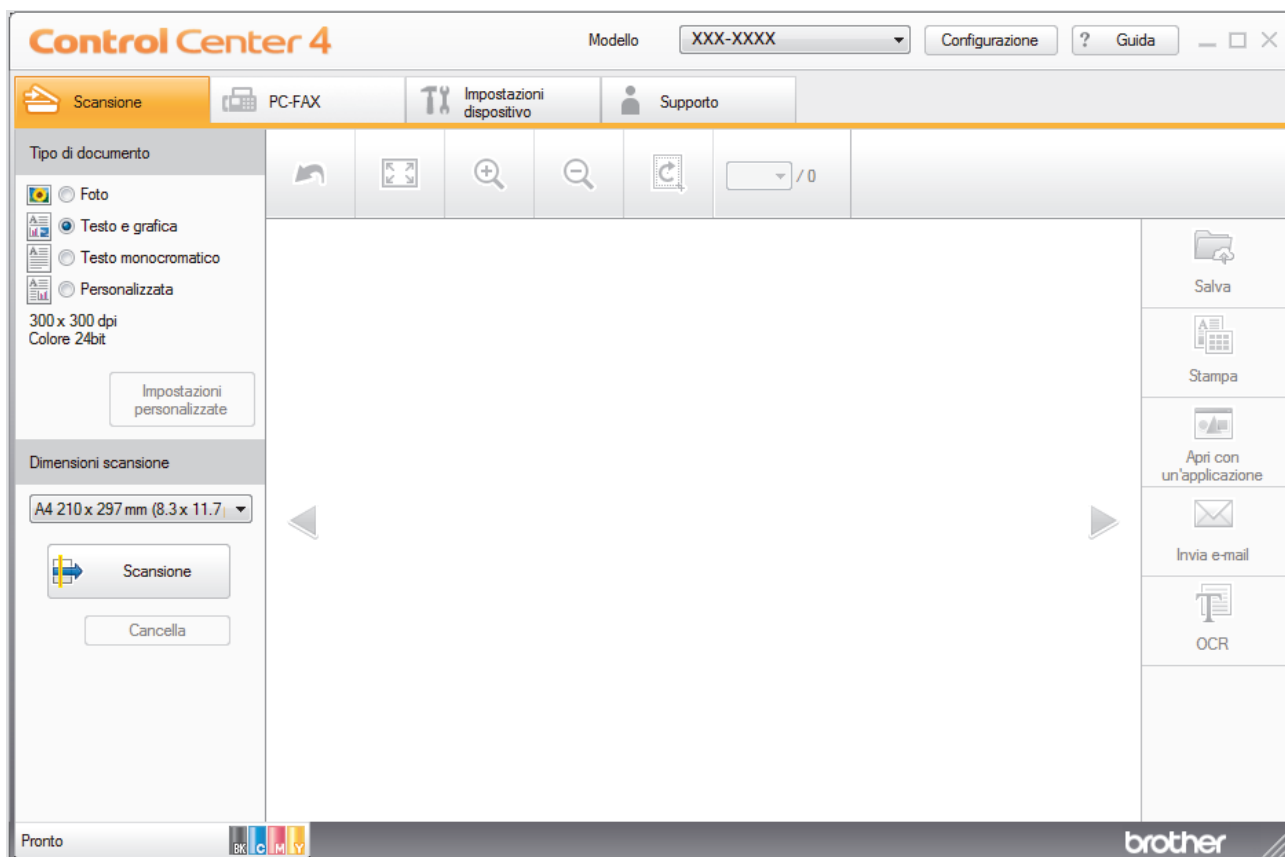 Control Center 4
Modello
XXX-XXXX
Configurazione
? Guida
Scansione
PC-FAX
Impostazioni
dispositivo
Supporto
Tipo di documento
/ 0
Foto
Testo e grafica
Testo monocromatico
Personalizzata
300 x 300 dpi
Colore 24bit
Impostazioni
personalizzate
Dimensioni scansione
A4 210 x 297 mm (8.3 x 11.7
Scansione
Cancella
Salva
Stampa
Apri con
un'applicazione
Invia e-mail
OCR
Pronto
BK C M Y
brother